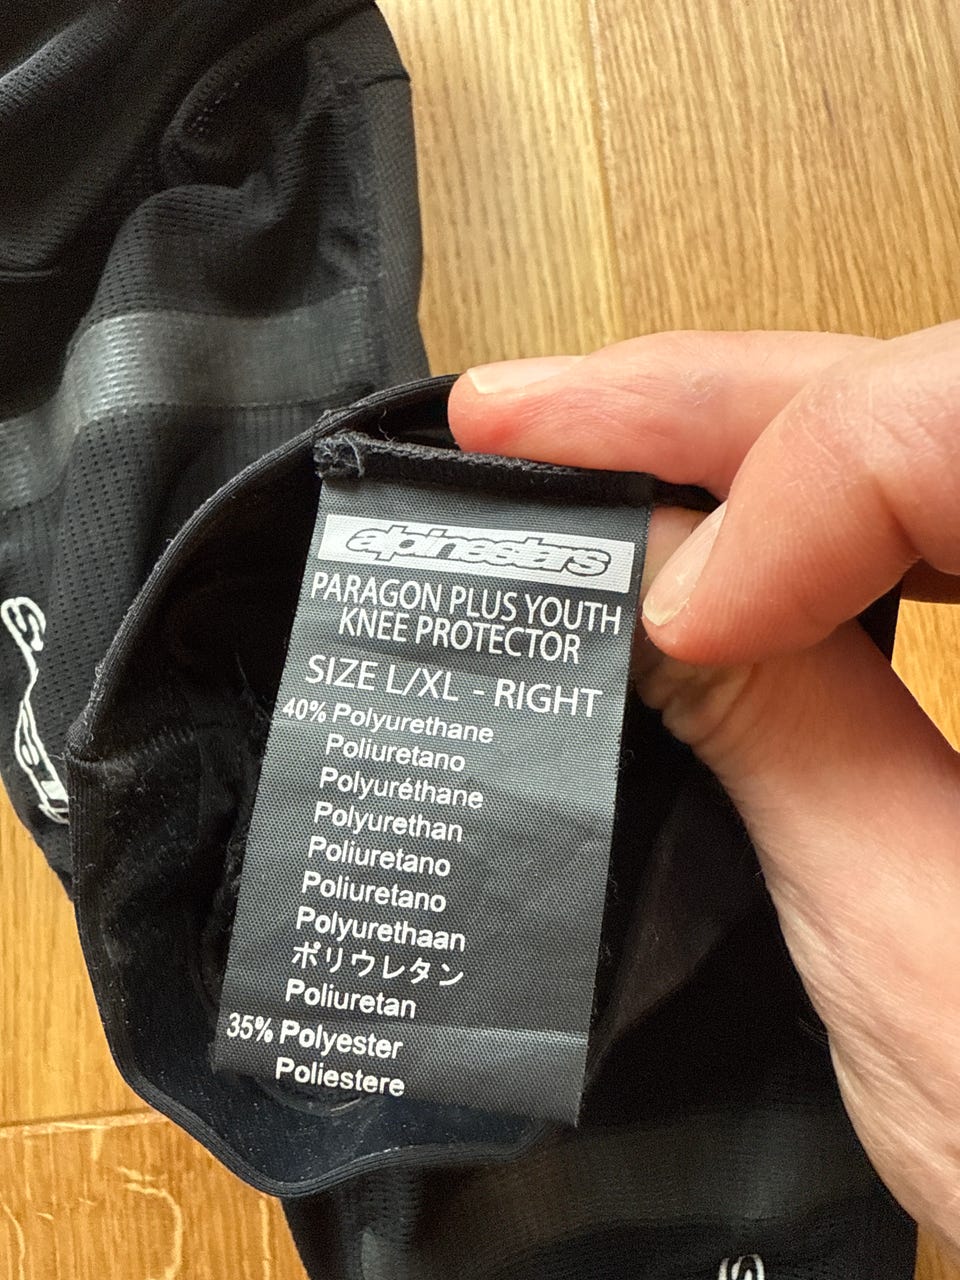 alpinestars
PARAGON PLUS YOUTH
KNEE PROTECTOR
SIZE L/XL - RIGHT
40% Polyurethane
Poliuretano
Polyuréthane
Polyurethan
Poliuretano
Poliuretano
Polyurethaan
ポリウレタン
Poliuretan
35% Polyester
Poliestere